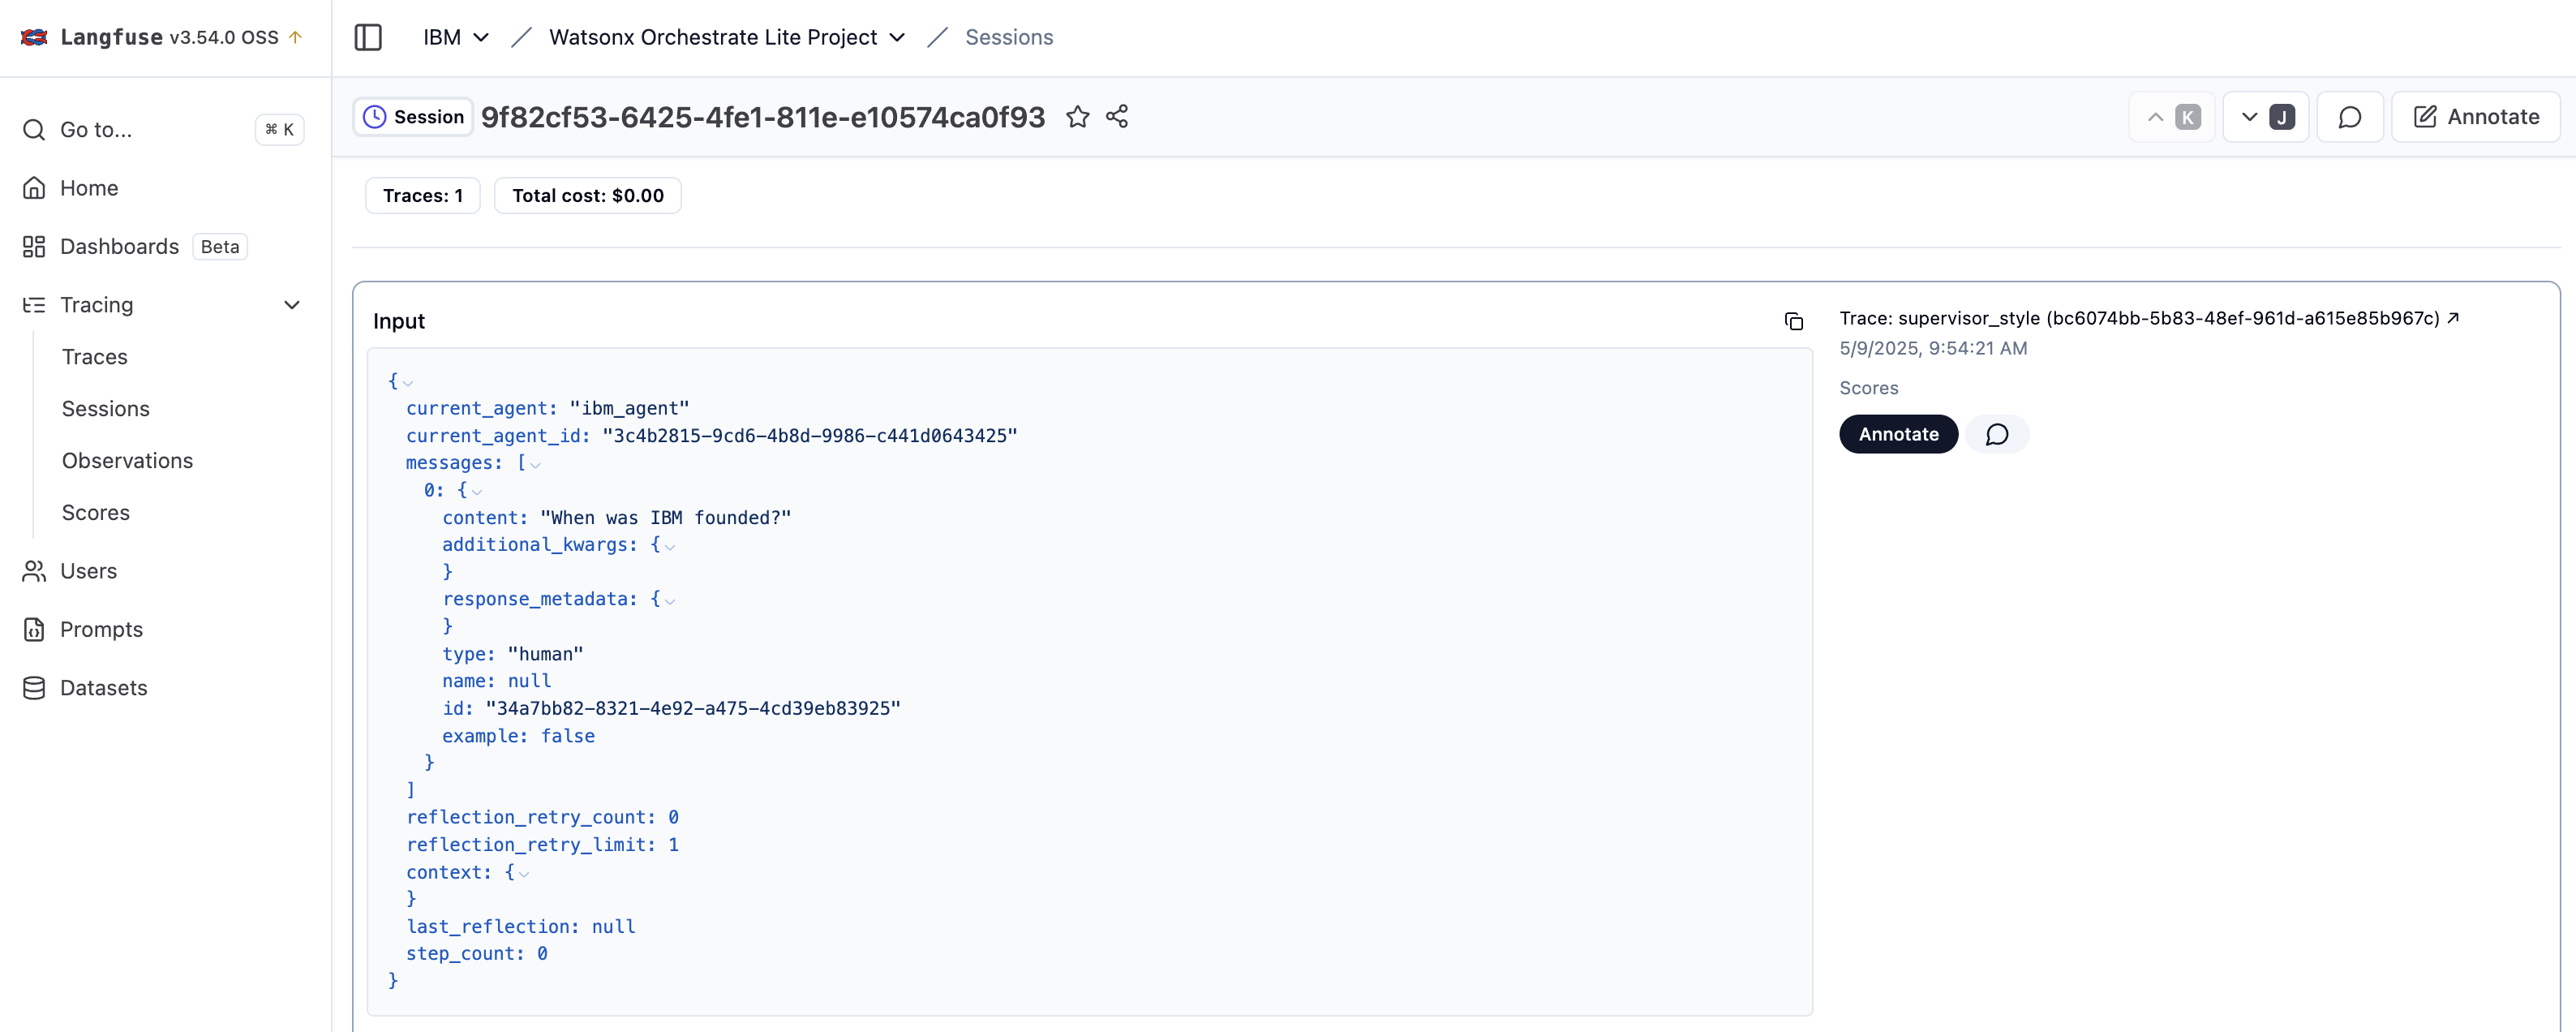 Langfuse v3.54.0 OSS
IBM
Watsonx Orchestrate Lite Project
Sessions
Go to...
⌘ K
Home
Dashboards Beta
Tracing
Traces
Sessions
Observations
Scores
Users
Prompts
Datasets
Session 9f82cf53-6425-4fe1-811e-e10574ca0f93
K
J
Annotate
Traces: 1
Total cost: $0.00
Input
{
current_agent: "ibm_agent"
current_agent_id: "3c4b2815-9cd6-4b8d-9986-c441d0643425"
messages: [
0: {
content: "When was IBM founded?"
additional_kwargs: {
}
response_metadata: {
}
type: "human"
name: null
id: "34a7bb82-8321-4e92-a475-4cd39eb83925"
example: false
}
]
reflection_retry_count: 0
reflection_retry_limit: 1
context: {
}
last_reflection: null
step_count: 0
}
Trace: supervisor_style (bc6074bb-5b83-48ef-961d-a615e85b967c)
5/9/2025, 9:54:21 AM
Scores
Annotate